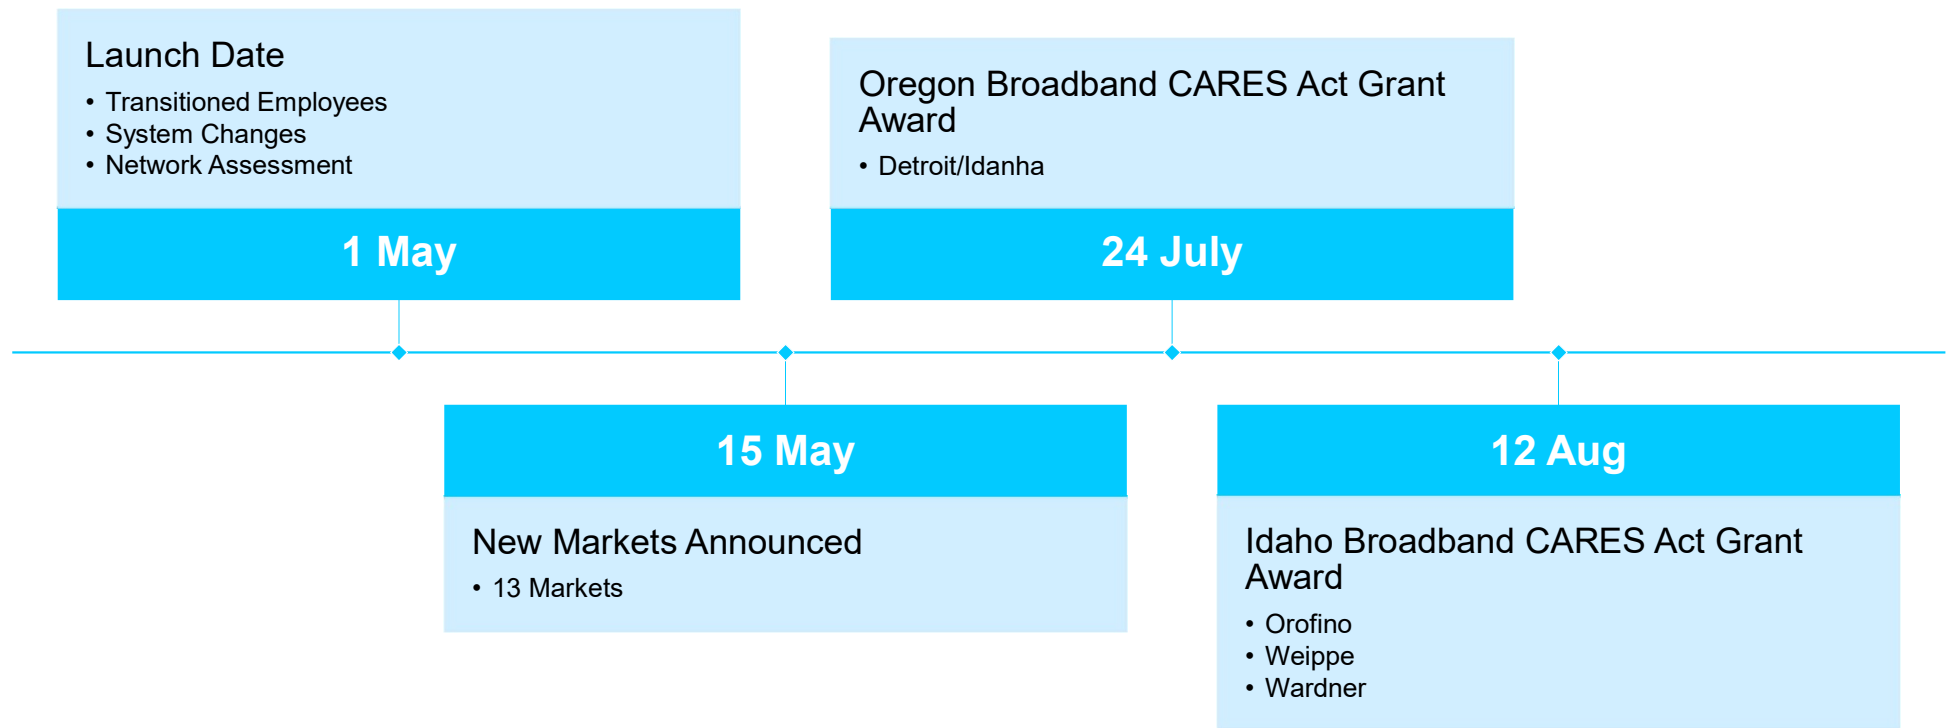 Launch Date
• Transitioned Employees
• System Changes
• Network Assessment
1 May
15 May
New Markets Announced
• 13 Markets
Oregon Broadband CARES Act Grant
Award
• Detroit/Idanha
24 July
12 Aug
Idaho Broadband CARES Act Grant
Award
• Orofino
• Weippe
• Wardner